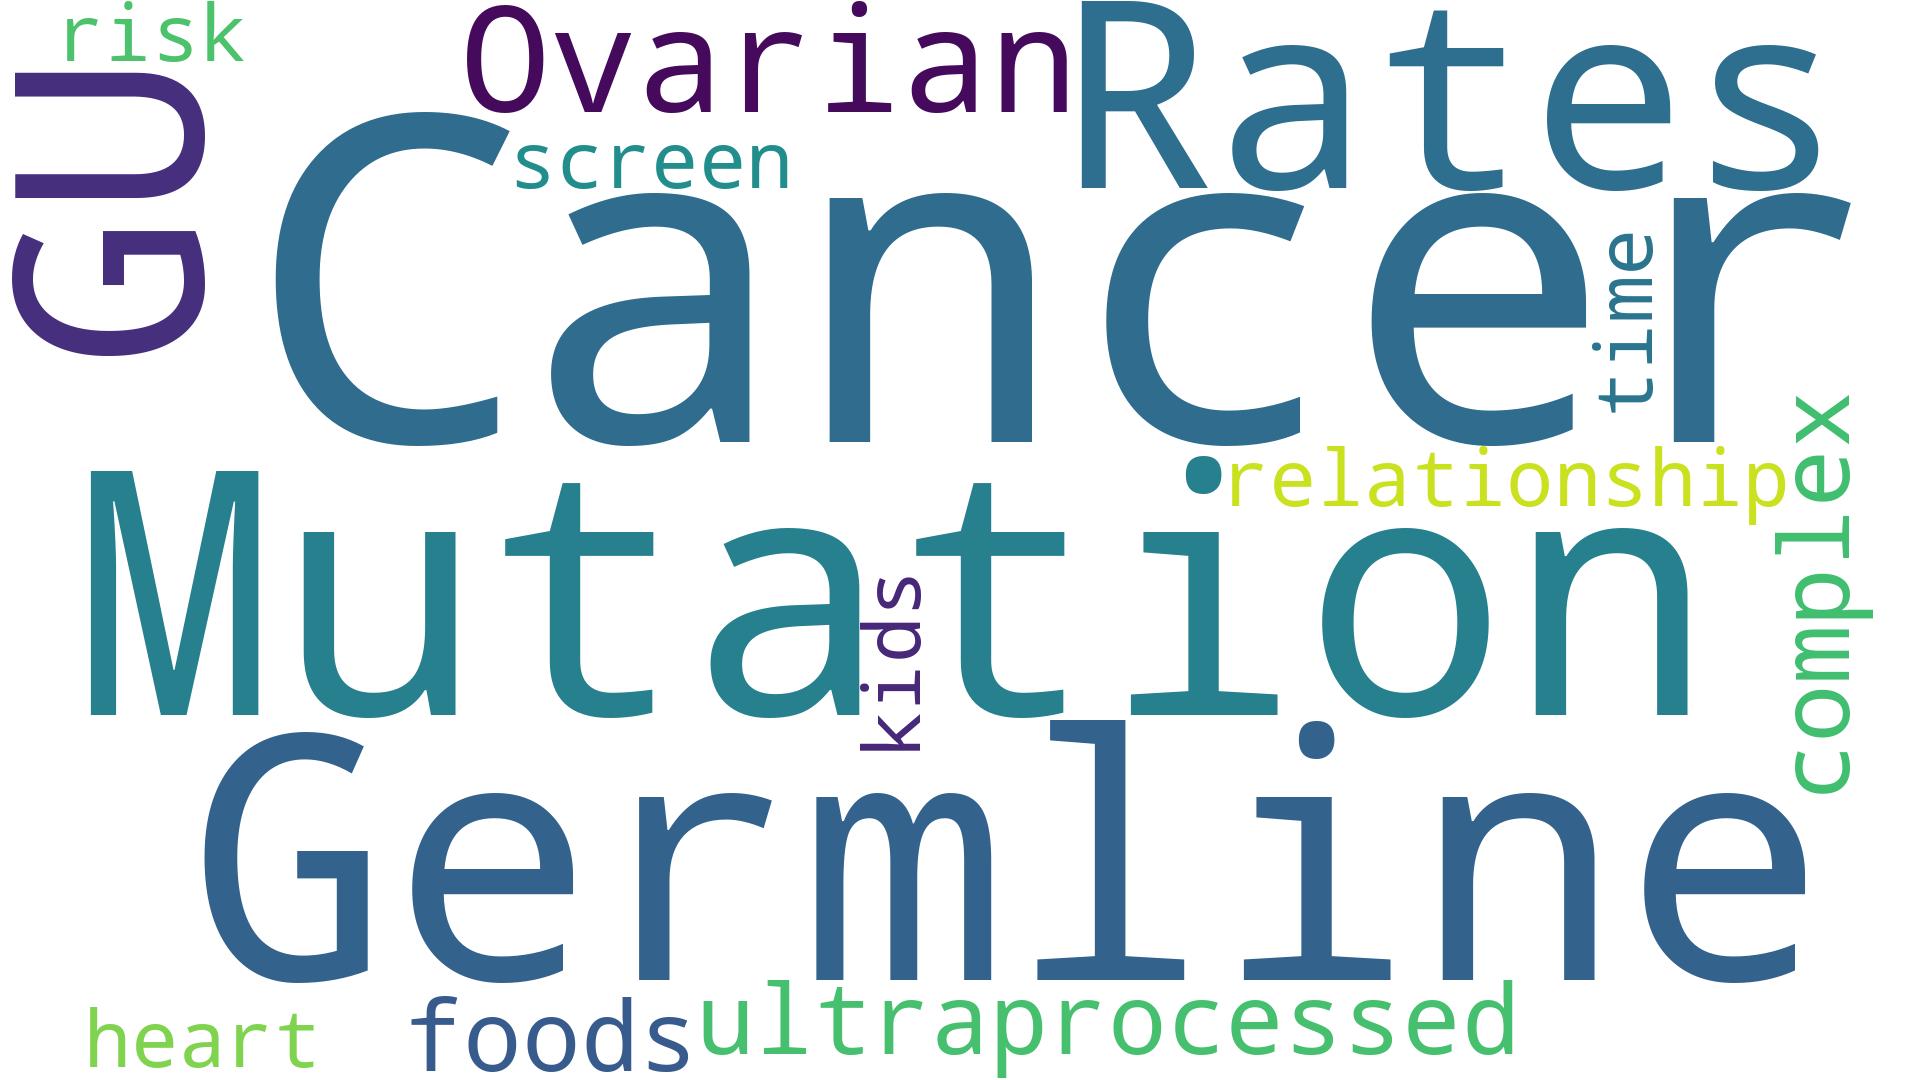 risk
Ovarian
Rates
GU
screen
Cancer
time
relationship
complex
Mutation
kids
Germline
heart
foods
ultraprocessed